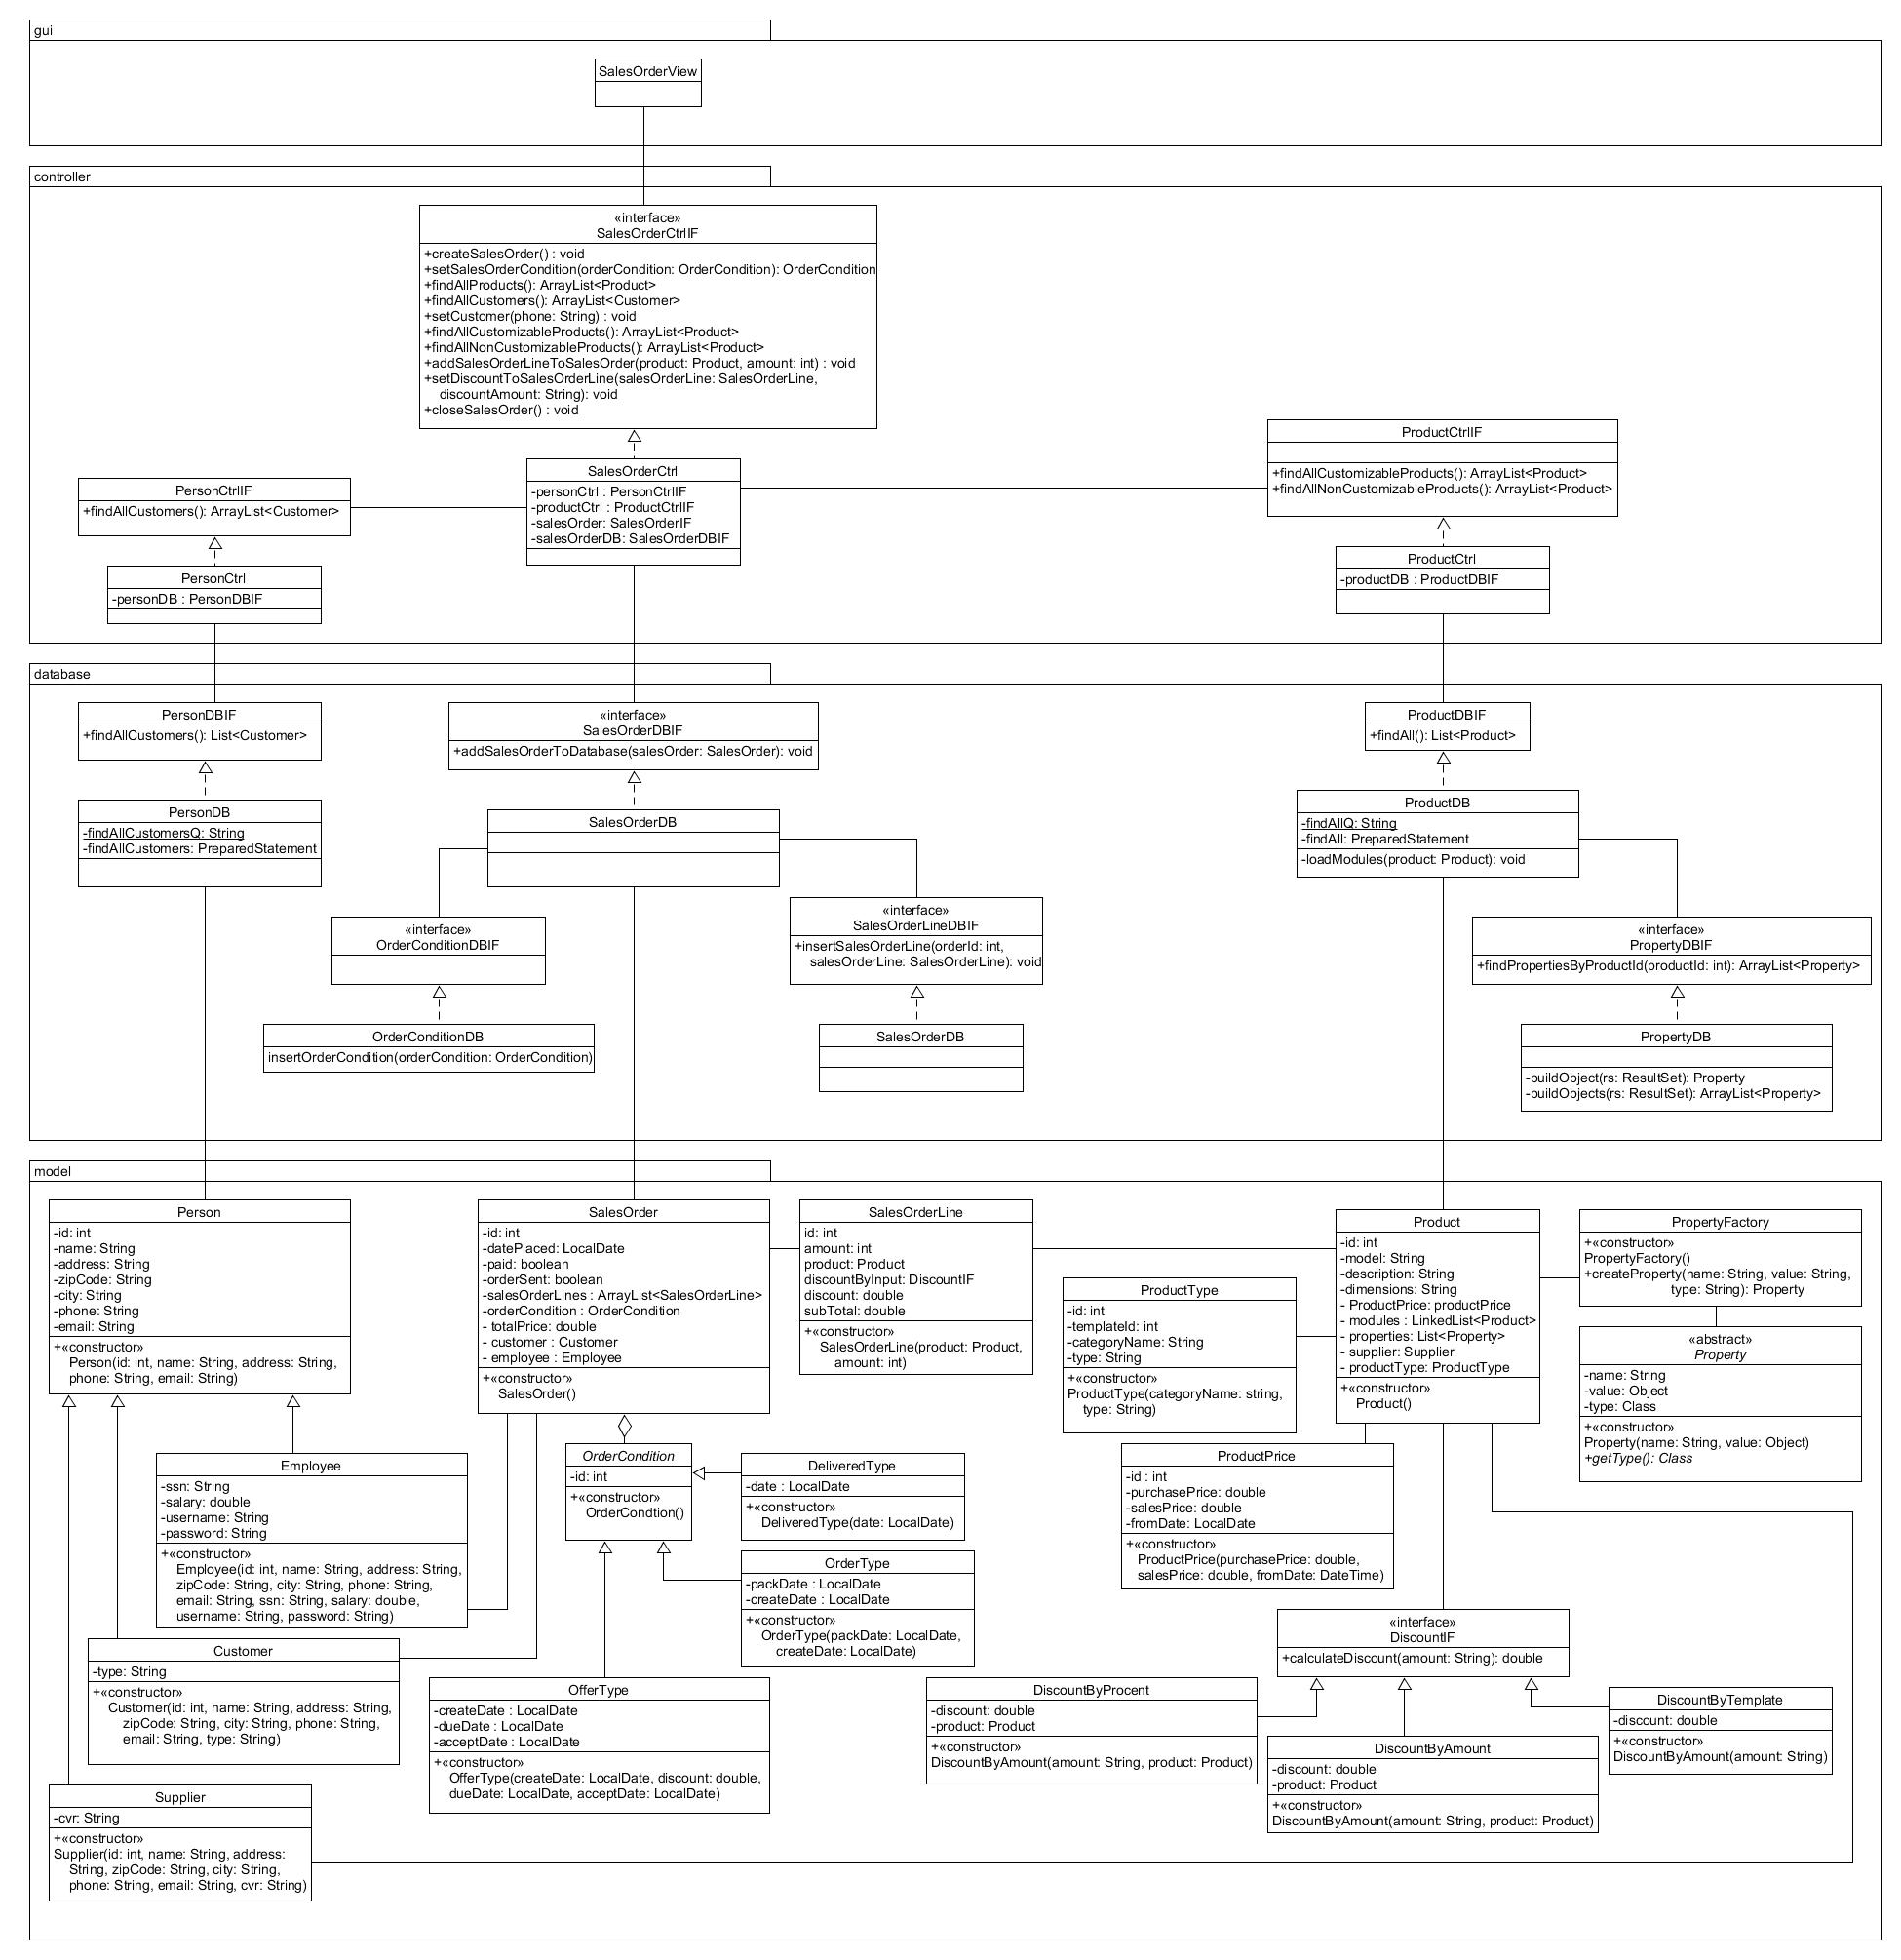 gui
SalesOrderView
controller
«interface»
SalesOrderCtrlIF
+createSalesOrder() : void
+setSalesOrderCondition(orderCondition: OrderCondition): OrderCondition
+findAllProducts(): ArrayList<Product>
+findAllCustomers(): ArrayList<Customer>
+setCustomer(phone: String) : void
+findAllCustomizableProducts(): ArrayList<Product>
+findAllNonCustomizableProducts(): ArrayList<Product>
+addSalesOrderLineToSalesOrder(product: Product, amount: int) : void
+setDiscountToSalesOrderLine(salesOrderLine: SalesOrderLine,
discountAmount: String): void
+closeSalesOrder() : void
PersonCtrlIF
+findAllCustomers(): ArrayList<Customer>
SalesOrderCtrl
-personCtrl : PersonCtrlIF
-productCtrl : ProductCtrlIF
-salesOrder: SalesOrderIF
-salesOrderDB: SalesOrderDBIF
ProductCtrlIF
+findAllCustomizableProducts(): ArrayList<Product>
+findAllNonCustomizableProducts(): ArrayList<Product>
PersonCtrl
-personDB : PersonDBIF
ProductCtrl
-productDB : ProductDBIF
database
PersonDBIF
+findAllCustomers(): List<Customer>
«interface»
SalesOrderDBIF
+addSalesOrderToDatabase(salesOrder: SalesOrder): void
ProductDBIF
+findAll(): List<Product>
PersonDB
-findAllCustomersQ: String
-findAllCustomers: PreparedStatement
SalesOrderDB
ProductDB
-findAllQ: String
-findAll: PreparedStatement
-loadModules(product: Product): void
«interface»
OrderConditionDBIF
«interface»
SalesOrderLineDBIF
+insertSalesOrderLine(orderId: int,
salesOrderLine: SalesOrderLine): void
«interface»
PropertyDBIF
+findPropertiesByProductId(productId: int): ArrayList<Property>
OrderConditionDB
insertOrderCondition(orderCondition: OrderCondition)
SalesOrderDB
PropertyDB
-buildObject(rs: ResultSet): Property
-buildObjects(rs: ResultSet): ArrayList<Property>
model
Person
-id: int
-name: String
-address: String
-zipCode: String
-city: String
-phone: String
-email: String
+«constructor»
Person(id: int, name: String, address: String,
phone: String, email: String)
SalesOrder
-id: int
-datePlaced: LocalDate
-paid: boolean
-orderSent: boolean
-salesOrderLines : ArrayList<SalesOrderLine>
-orderCondition : OrderCondition
- totalPrice: double
- customer : Customer
- employee : Employee
+«constructor»
SalesOrder()
SalesOrderLine
id: int
amount: int
product: Product
discountByInput: DiscountIF
discount: double
subTotal: double
+«constructor»
SalesOrderLine(product: Product,
amount: int)
ProductType
-id: int
-templateId: int
-categoryName: String
-type: String
+«constructor»
ProductType(categoryName: string,
type: String)
Product
-id: int
-model: String
-description: String
-dimensions: String
- ProductPrice: productPrice
- modules : LinkedList<Product>
- properties: List<Property>
- supplier: Supplier
- productType: ProductType
+«constructor»
Product()
PropertyFactory
+«constructor»
PropertyFactory()
+createProperty(name: String, value: String,
type: String): Property
«abstract»
Property
-name: String
-value: Object
-type: Class
+«constructor»
Property(name: String, value: Object)
+getType(): Class
Employee
-ssn: String
-salary: double
-username: String
-password: String
+«constructor»
Employee(id: int, name: String, address: String,
zipCode: String, city: String, phone: String,
email: String, ssn: String, salary: double,
username: String, password: String)
OrderCondition
-id: int
+«constructor»
OrderCondtion()
DeliveredType
-date : LocalDate
+«constructor»
DeliveredType(date: LocalDate)
ProductPrice
-id : int
-purchasePrice: double
-salesPrice: double
-fromDate: LocalDate
+«constructor»
ProductPrice(purchasePrice: double,
salesPrice: double, fromDate: DateTime)
OrderType
-packDate : LocalDate
-createDate : LocalDate
+«constructor»
OrderType(packDate: LocalDate,
createDate: LocalDate)
«interface»
DiscountIF
+calculateDiscount(amount: String): double
Customer
-type: String
+«constructor»
Customer(id: int, name: String, address: String,
zipCode: String, city: String, phone: String,
email: String, type: String)
OfferType
-createDate : LocalDate
-dueDate : LocalDate
-acceptDate : LocalDate
+«constructor»
OfferType(createDate: LocalDate, discount: double,
dueDate: LocalDate, acceptDate: LocalDate)
DiscountByProcent
-discount: double
-product: Product
+«constructor»
DiscountByAmount(amount: String, product: Product)
DiscountByAmount
-discount: double
-product: Product
+«constructor»
DiscountByAmount(amount: String, product: Product)
DiscountByTemplate
-discount: double
+«constructor»
DiscountByAmount(amount: String)
Supplier
-cvr: String
+«constructor»
Supplier(id: int, name: String, address:
String, zipCode: String, city: String,
phone: String, email: String, cvr: String)